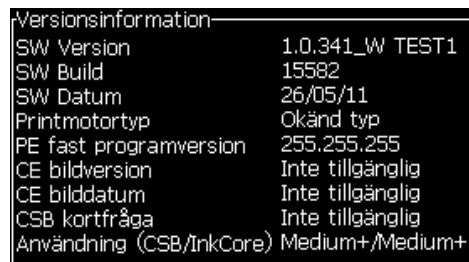 Versionsinformation
SW Version 1.0.341_W TEST1
SW Build 15582
SW Datum 26/05/11
Printmotortyp Okänd typ
PE fast programversion 255.255.255
CE bildversion Inte tillgänglig
CE bilddatum Inte tillgänglig
CSB kortfråga Inte tillgänglig
Användning (CSB/InkCore) Medium+/Medium+